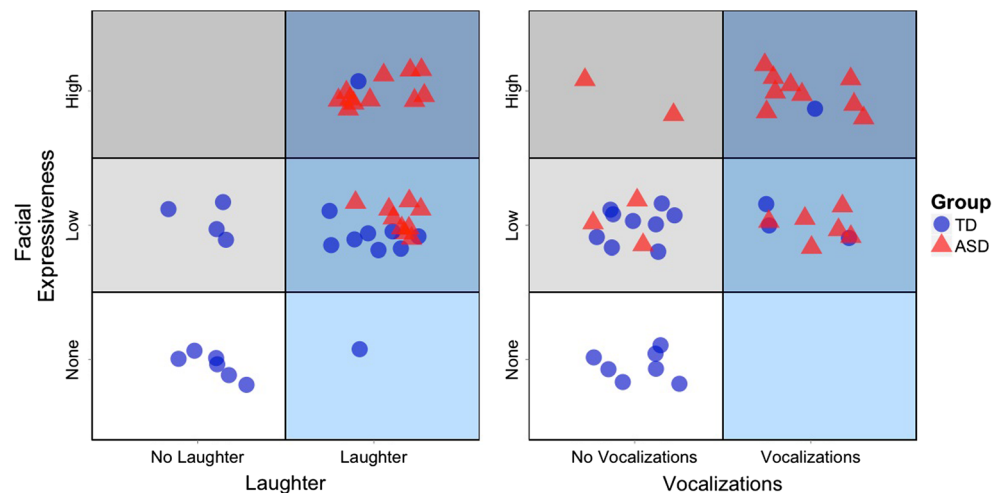 Facial
Expressiveness
High
Low
None
No Laughter
Laughter
Laughter
High
Low
None
No Vocalizations
Vocalizations
Vocalizations
Group
TD
ASD